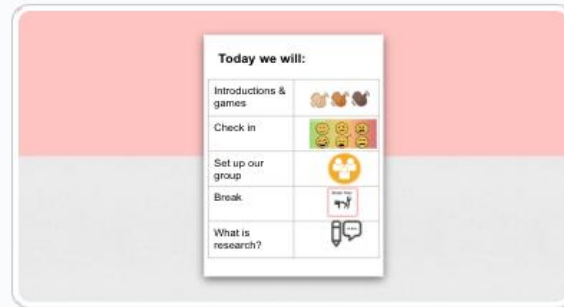 Today we will:
Introductions &
games
Check in
Set up our
group
Break
What is
research?